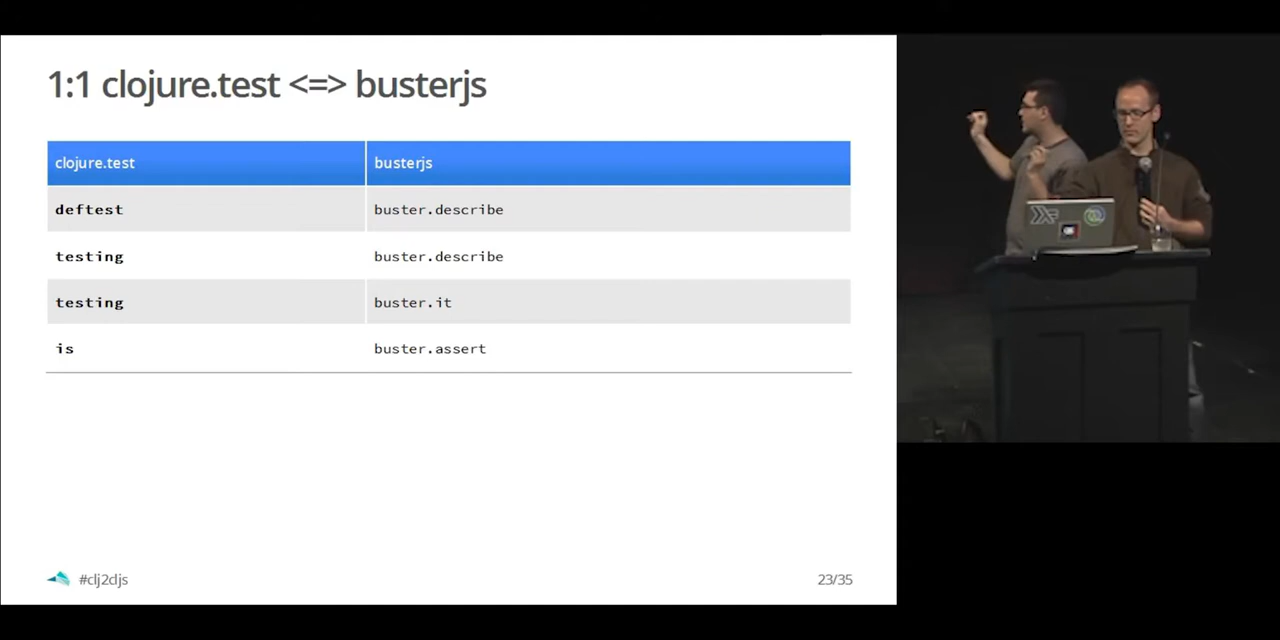 1:1 clojure.test <=> busterjs
clojure.test busterjs
deftest buster.describe
testing buster.describe
testing buster.it
is buster.assert
#clj2djs 23/35